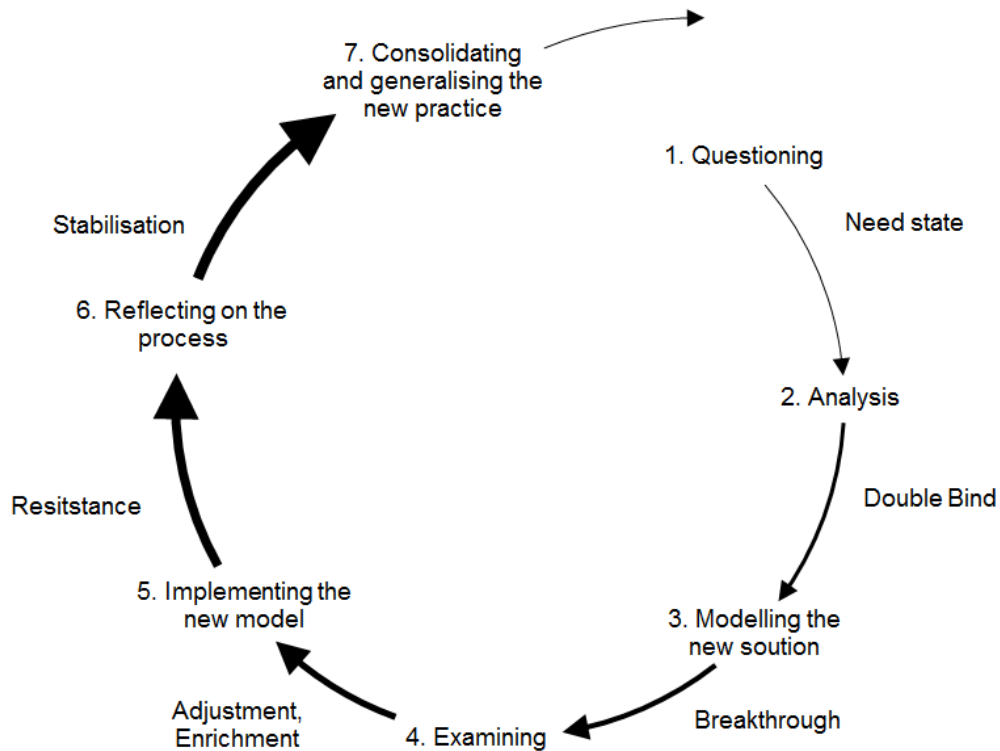 7. Consolidating
and generalising the
new practice
1. Questioning
Need state
2. Analysis
Double Bind
3. Modelling the
new soution
Breakthrough
4. Examining
Adjustment,
Enrichment
5. Implementing the
new model
Resitstance
6. Reflecting on the
process
Stabilisation